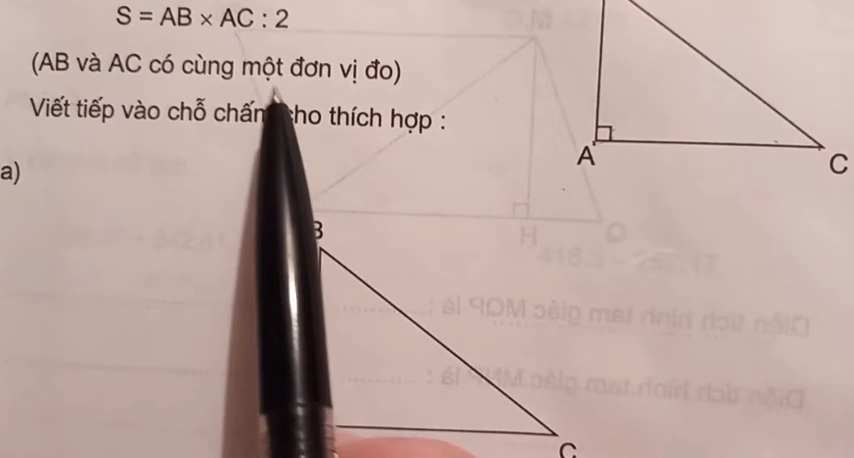 S = AB × AC : 2
(AB và AC có cùng một đơn vị đo)
Viết tiếp vào chỗ chấm cho thích hợp :
A
C
a)
B
C